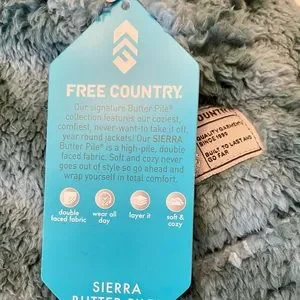 FREE COUNTRY.
Our signature Butter Pile®
collection features our coziest,
comfiest, never-want-to take it off,
year round jackets! Our SIERRA
Butter Pile® is a high-pile, double
faced fabric. Soft and cozy never
goes out of style so go ahead and
wrap yourself in total comfort.
double
faced fabric
wear all
day
layer it
soft &
cozy
SIERRA
QUALITY GARMENTS
SINCE
BUILT TO LAST AND
GO FAR